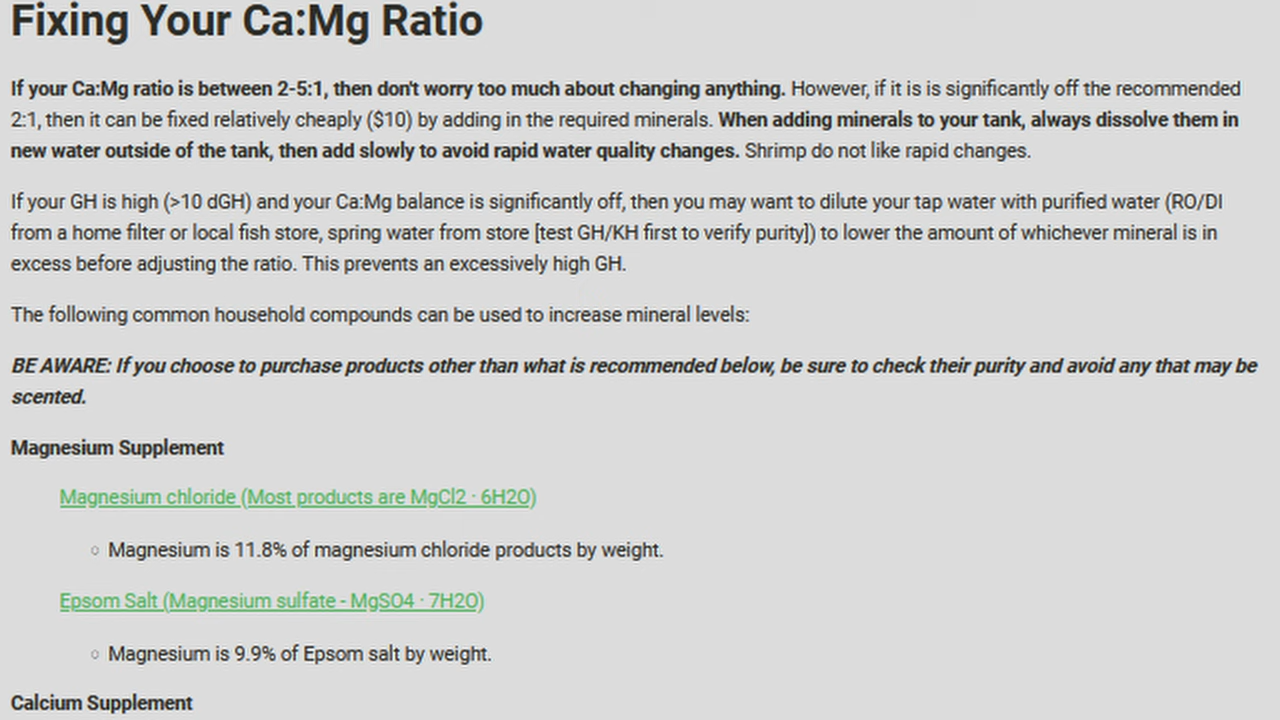 Fixing Your Ca:Mg Ratio
If your Ca:Mg ratio is between 2-5:1, then don't worry too much about changing anything. However, if it is is significantly off the recommended
2:1, then it can be fixed relatively cheaply ($10) by adding in the required minerals. When adding minerals to your tank, always dissolve them in
new water outside of the tank, then add slowly to avoid rapid water quality changes. Shrimp do not like rapid changes.
If your GH is high (>10 dGH) and your Ca:Mg balance is significantly off, then you may want to dilute your tap water with purified water (RO/DI
from a home filter or local fish store, spring water from store [test GH/KH first to verify purity]) to lower the amount of whichever mineral is in
excess before adjusting the ratio. This prevents an excessively high GH.
The following common household compounds can be used to increase mineral levels:
BE AWARE: If you choose to purchase products other than what is recommended below, be sure to check their purity and avoid any that may be
scented.
Magnesium Supplement
Magnesium chloride (Most products are MgCl2 · 6H2O)
◦ Magnesium is 11.8% of magnesium chloride products by weight.
Epsom Salt (Magnesium sulfate - MgSO4 · 7H2O)
◦ Magnesium is 9.9% of Epsom salt by weight.
Calcium Supplement